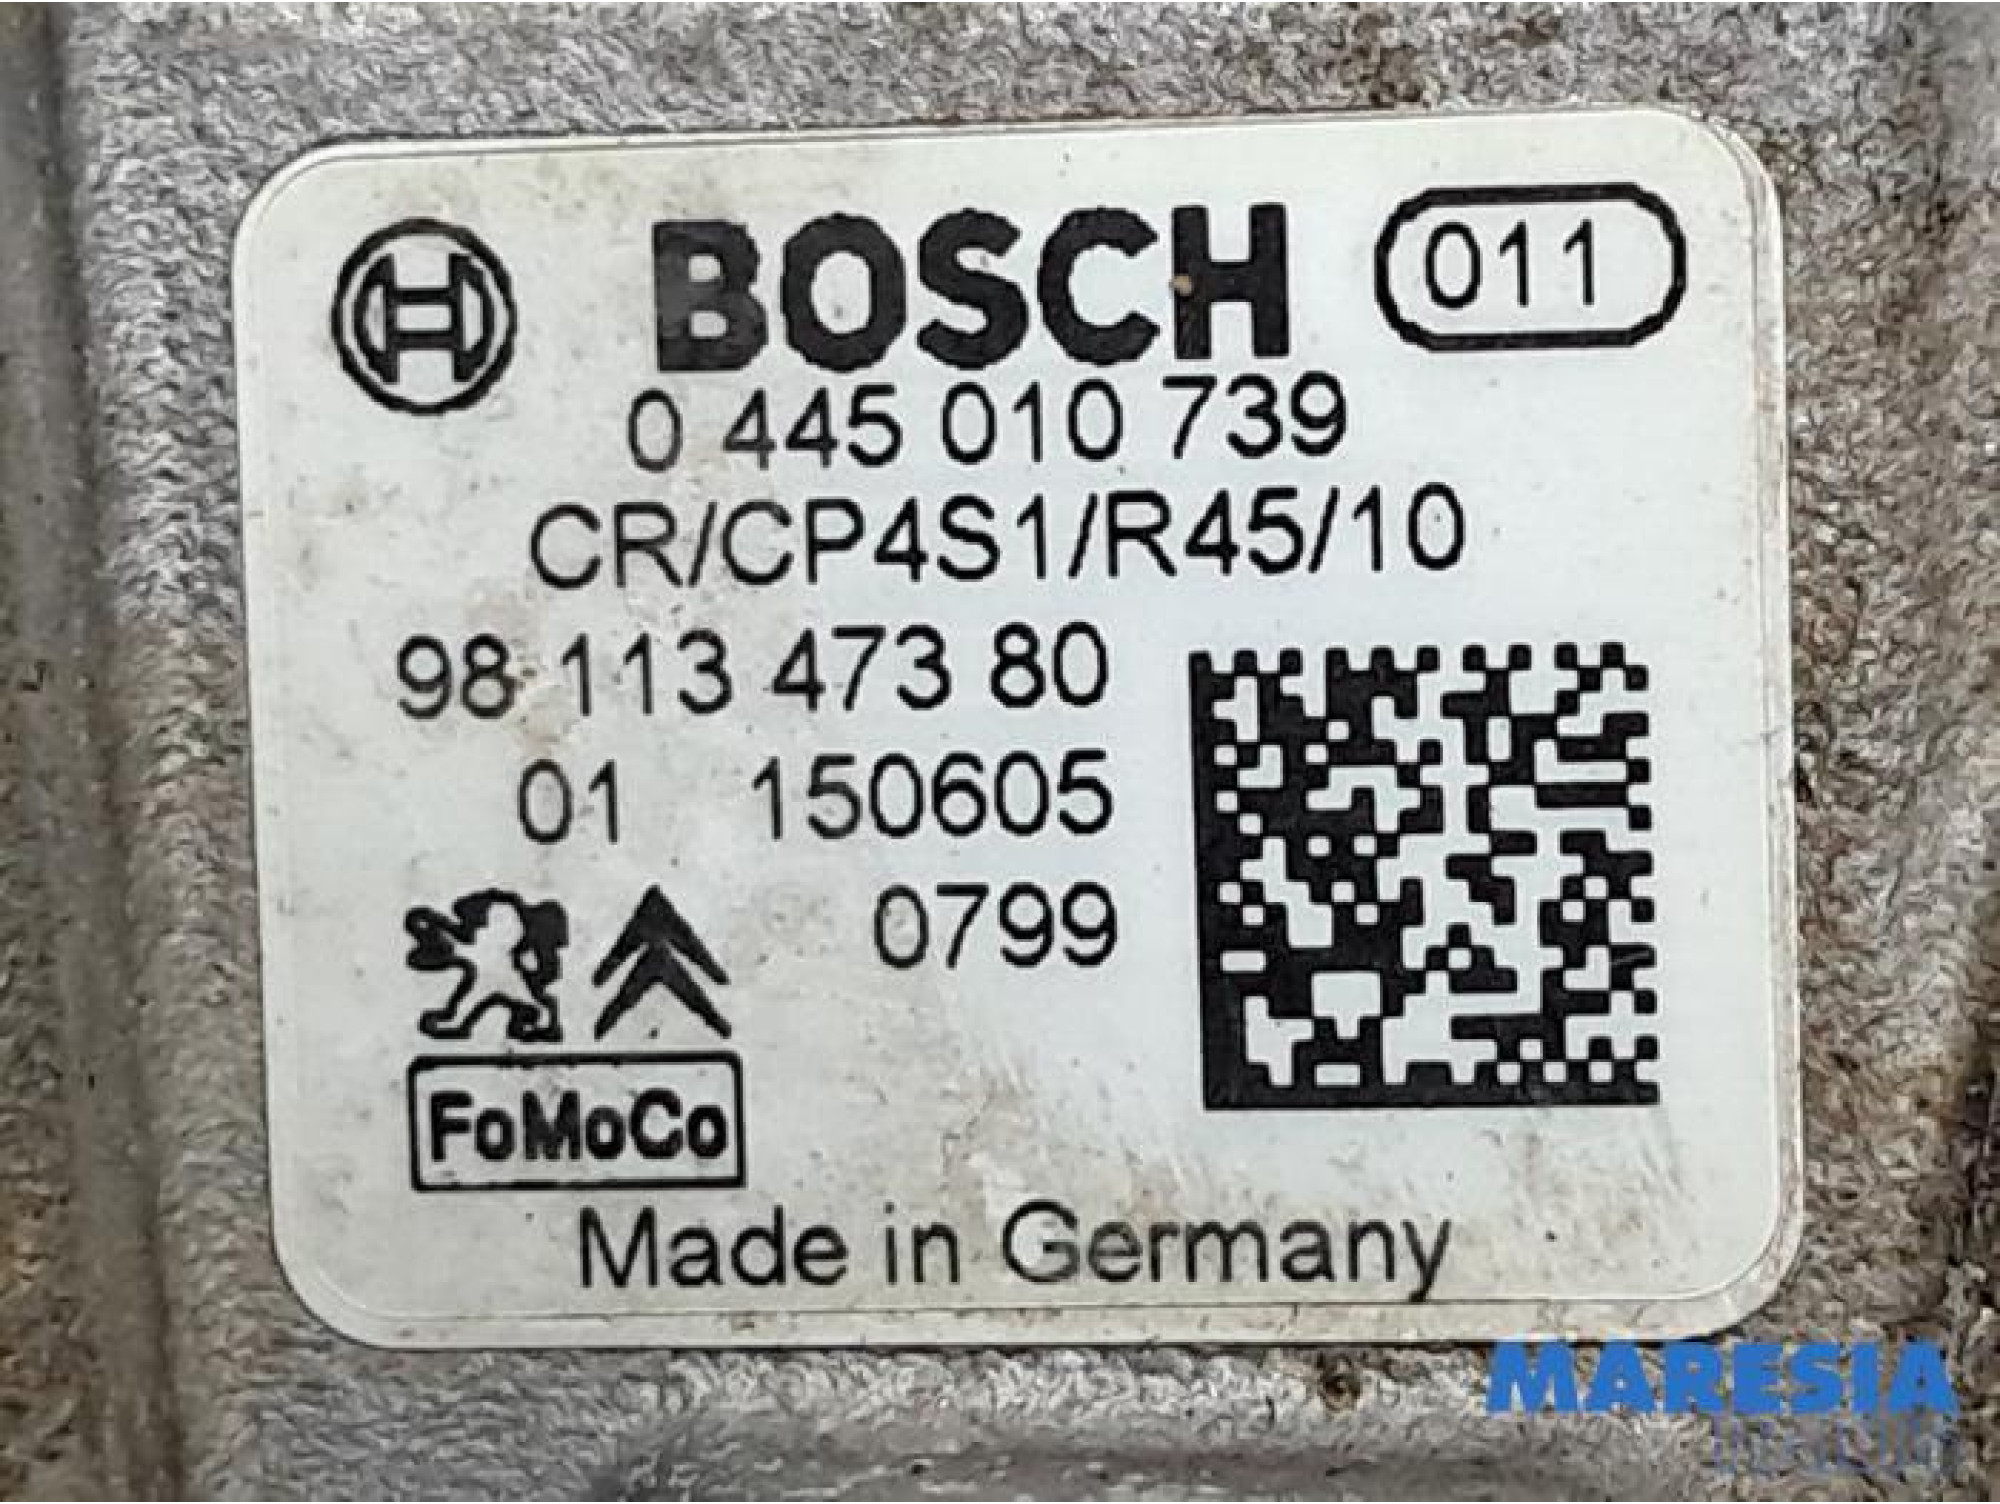 BOSCH 011
0 445 010 739
CR/CP4S1/R45/10
98 113 473 80
01 150605
0799
FoMoCo
Made in Germany
MARESIA